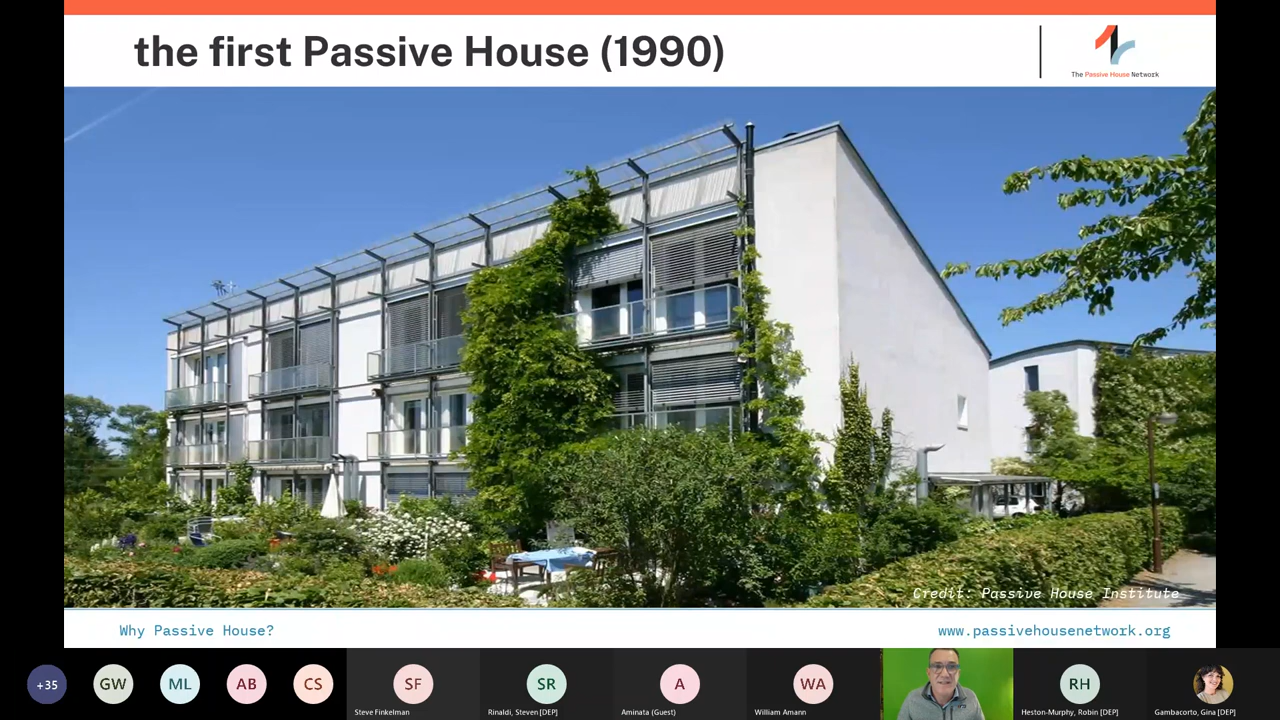 the first Passive House (1990)
The Passive House Network
Credit: Passive House Institute
Why Passive House?
www.passivehousenetwork.org
+35
GW
ML
AB
CS
SF
SR
A
WA
RH
Steve Finkelman
Rinaldi, Steven [DEP]
Aminata (Guest)
William Amann
Heston-Murphy, Robin [DEP]
Gambacorto, Gina [DEP]